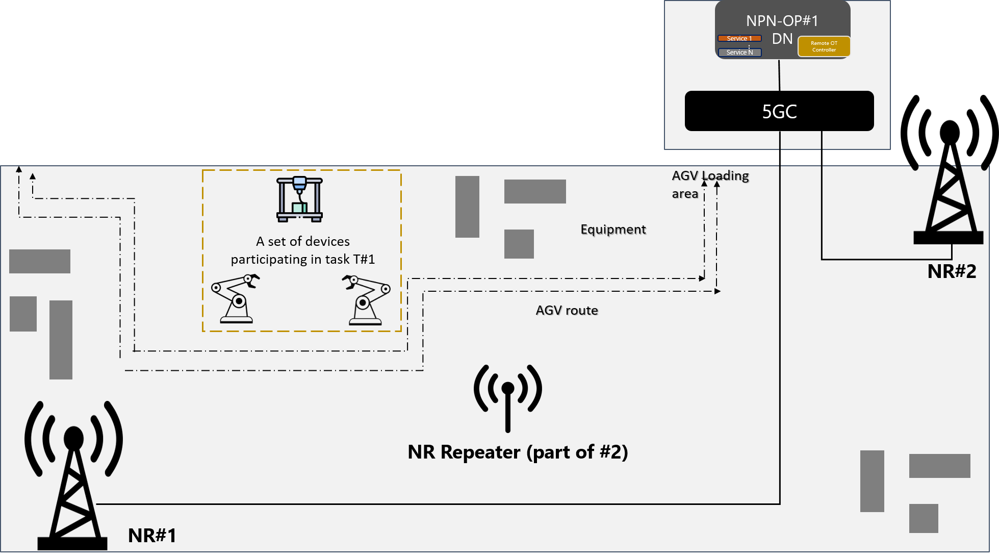 NPN-OP#1
DN
Service 1
Service N
Remote OT
Controller
5GC
AGV Loading
area
Equipment
A set of devices
participating in task T#1
NR#2
AGV route
NR Repeater (part of #2)
NR#1